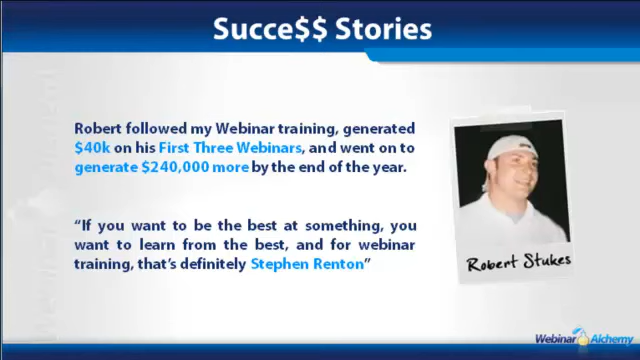 Succe$$ Stories
Robert followed my Webinar training, generated
$40k on his First Three Webinars, and went on to
generate $240,000 more by the end of the year.
“If you want to be the best at something, you
want to learn from the best, and for webinar
training, that’s definitely Stephen Renton”
Robert Stukes
Webinar Alchemy